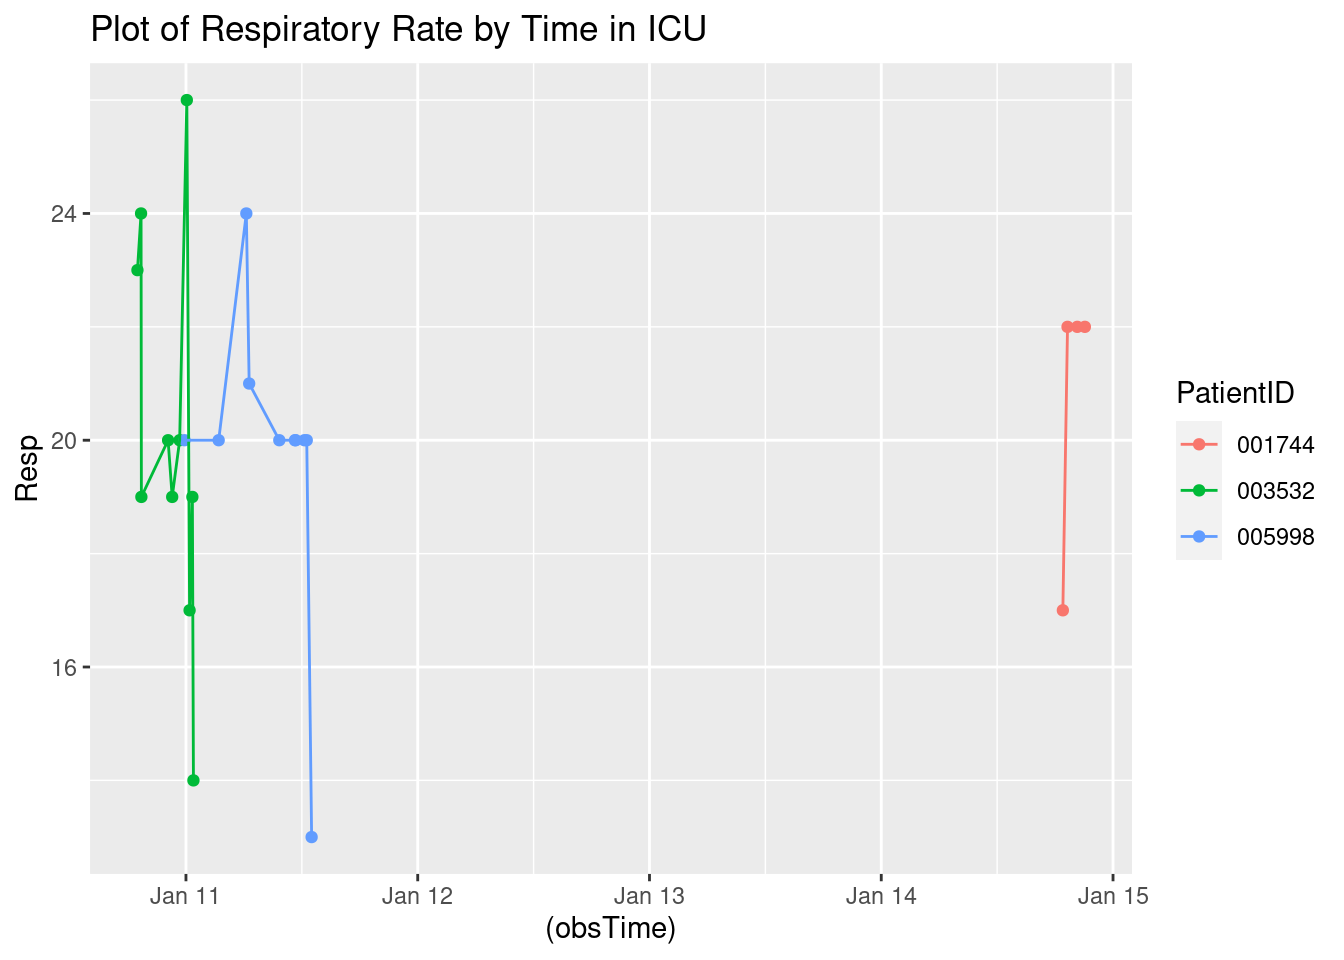 Plot of Respiratory Rate by Time in ICU
24
20
16
Resp
Jan 11
Jan 12
Jan 13
Jan 14
Jan 15
(obsTime)
PatientID
001744
003532
005998